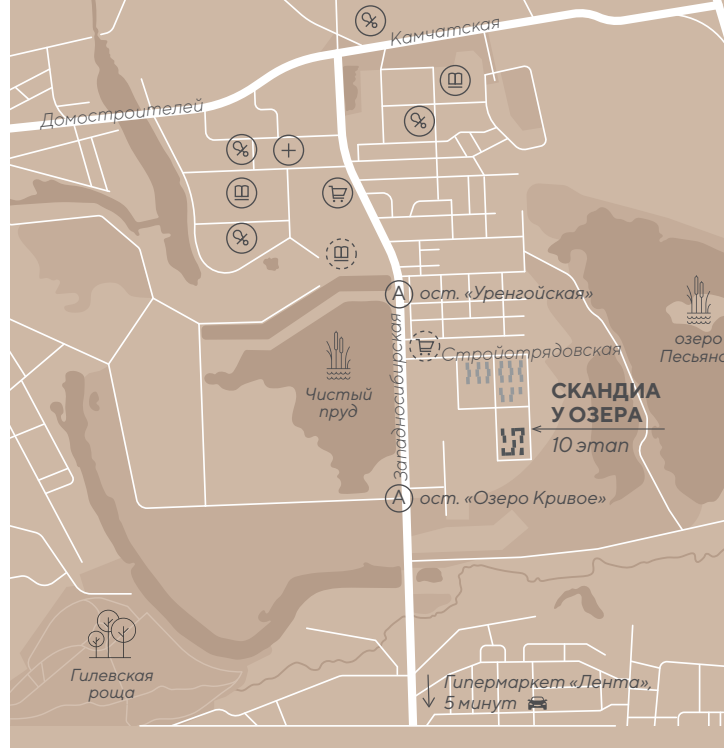 Камчатская
Домостроителей
А ост. «Уренгойская»
Западносибирская
Стройотрядовская
озеро
Песьяно
Чистый
пруд
СКАНДИА
У ОЗЕРА
10 этап
А ост. «Озеро Кривое»
Гилевская
роща
Гипермаркет «Лента»,
5 минут